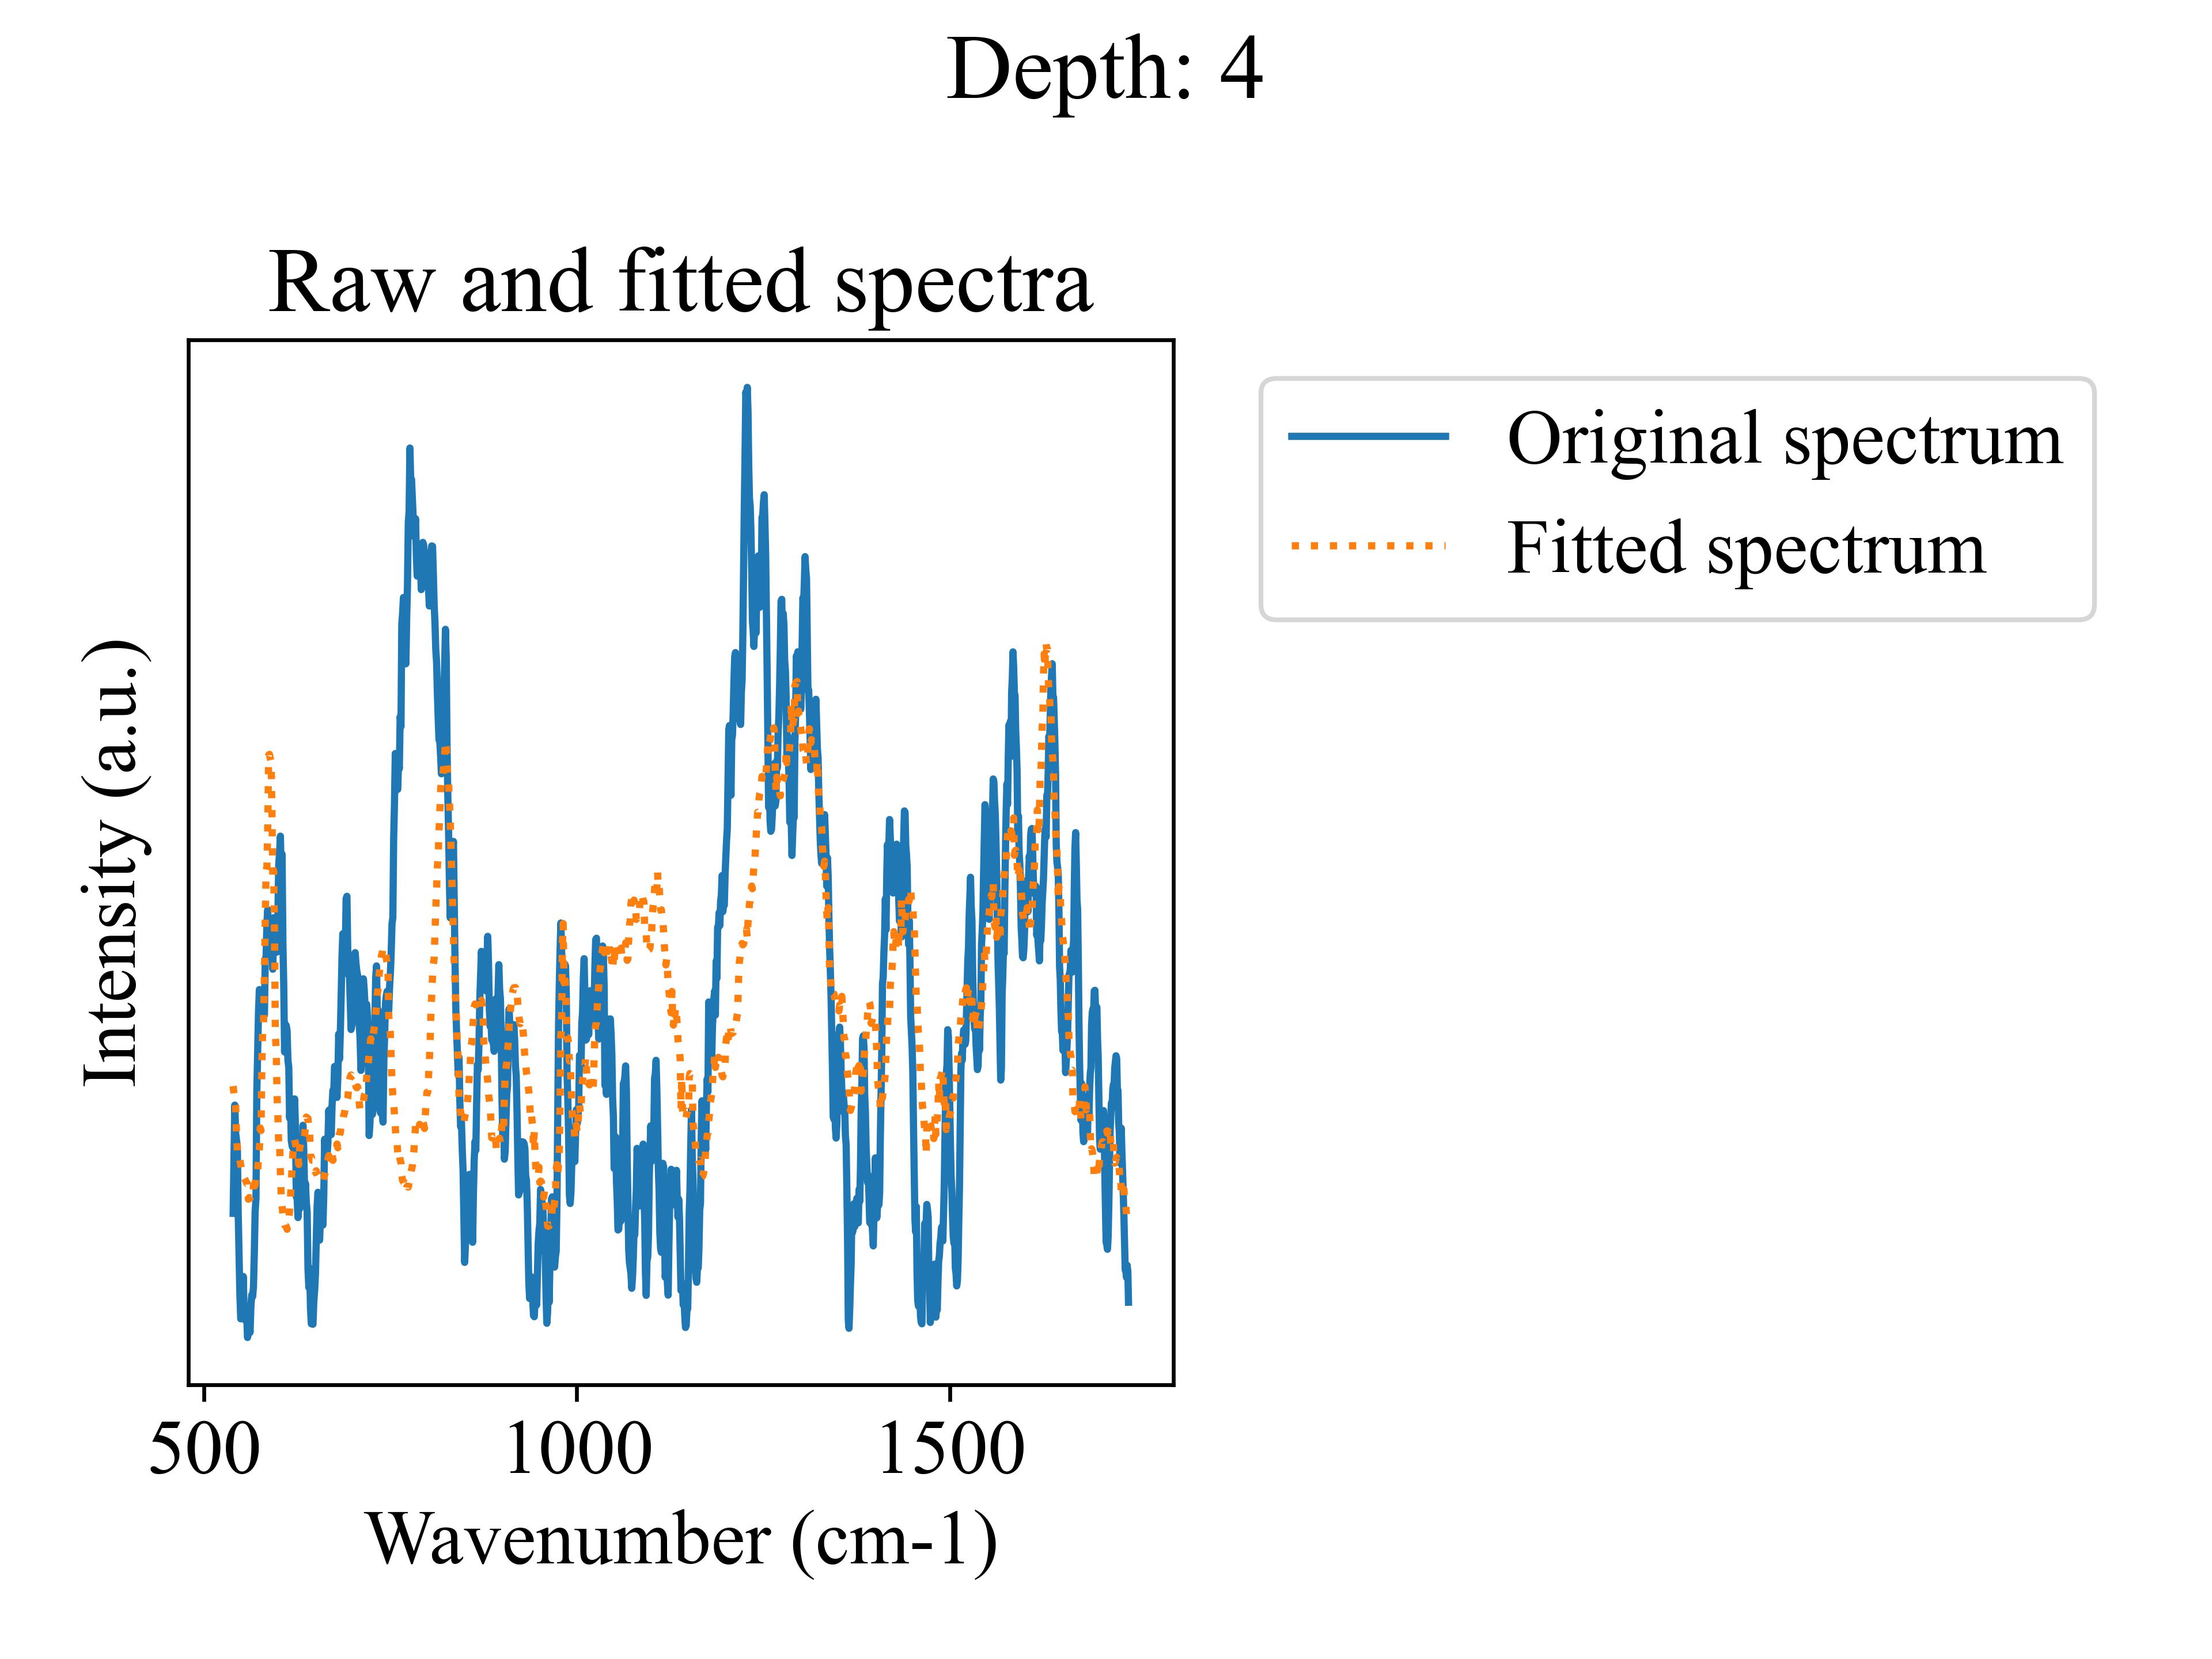 Depth: 4
Raw and fitted spectra
Original spectrum
Fitted spectrum
Intensity (a.u.)
500 1000 1500
Wavenumber (cm-1)